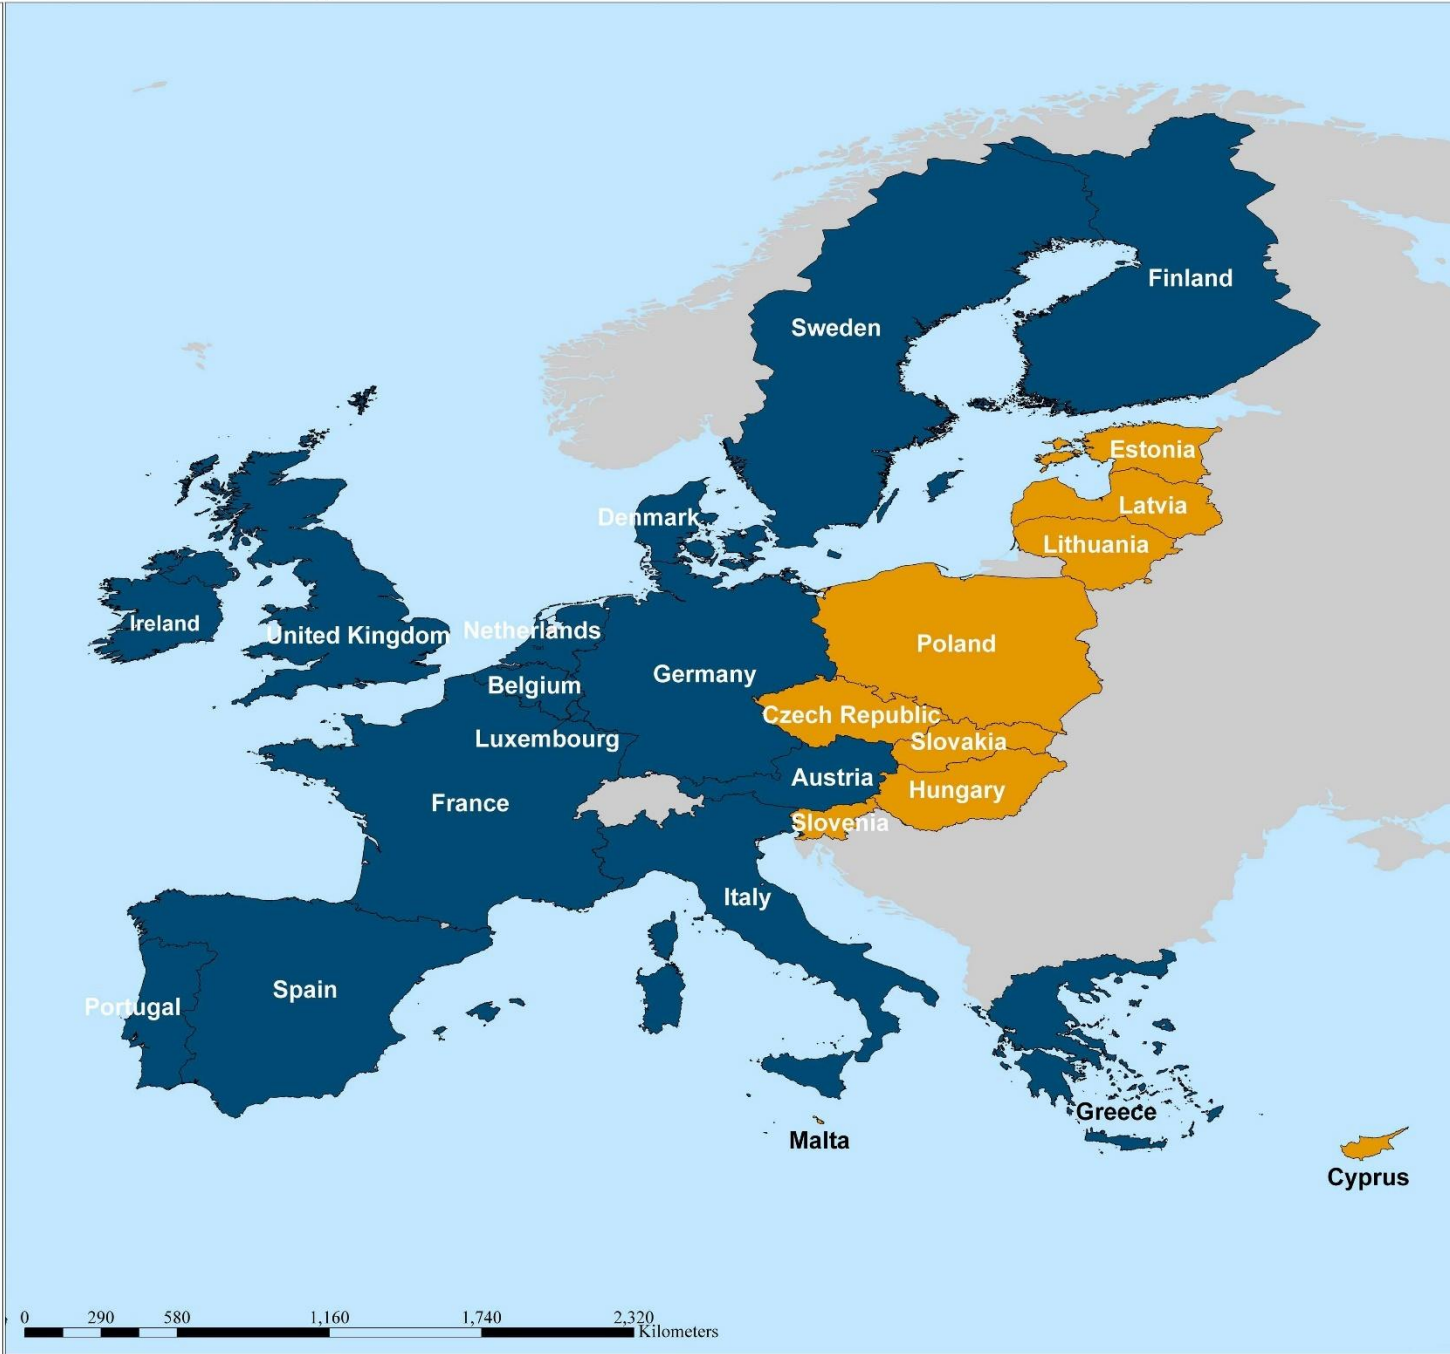 Finland
Sweden
Estonia
Latvia
Denmark
Lithuania
Ireland
United Kingdom
Netherlands
Poland
Germany
Belgium
Czech Republic
Luxembourg
Slovakia
Austria
Hungary
France
Slovenia
Italy
Spain
Portugal
Greece
Malta
Cyprus
0 290 580 1,160 1,740 2,320
Kilometers